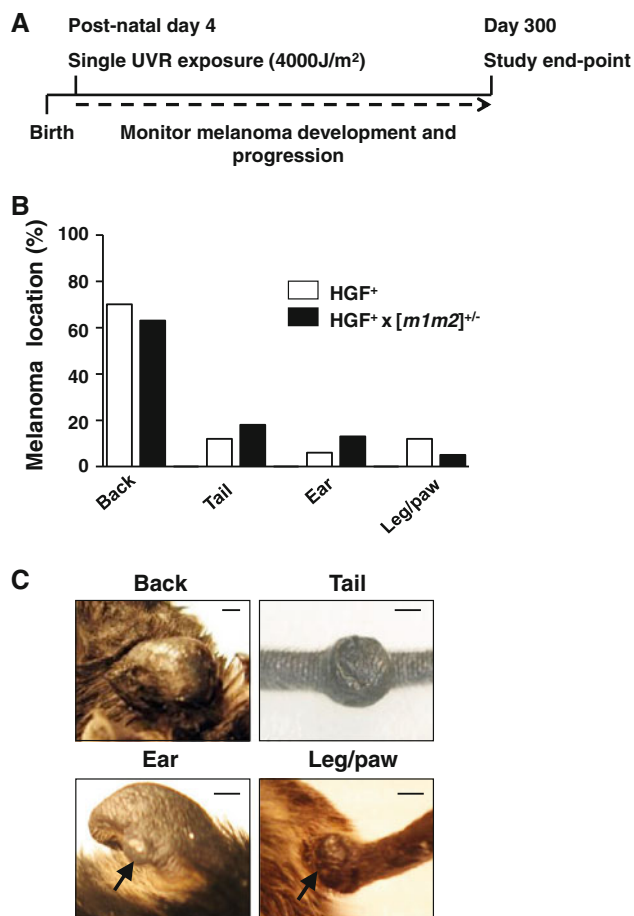 A
Post-natal day 4
Day 300
Single UVR exposure (4000J/m²)
Study end-point
Birth
Monitor melanoma development and
progression
B
Melanoma location (%)
100
80
60
40
20
0
HGF⁺
HGF⁺ x [m1m2]⁺/⁻
Back
Tail
Ear
Leg/paw
C
Back
Tail
Ear
Leg/paw